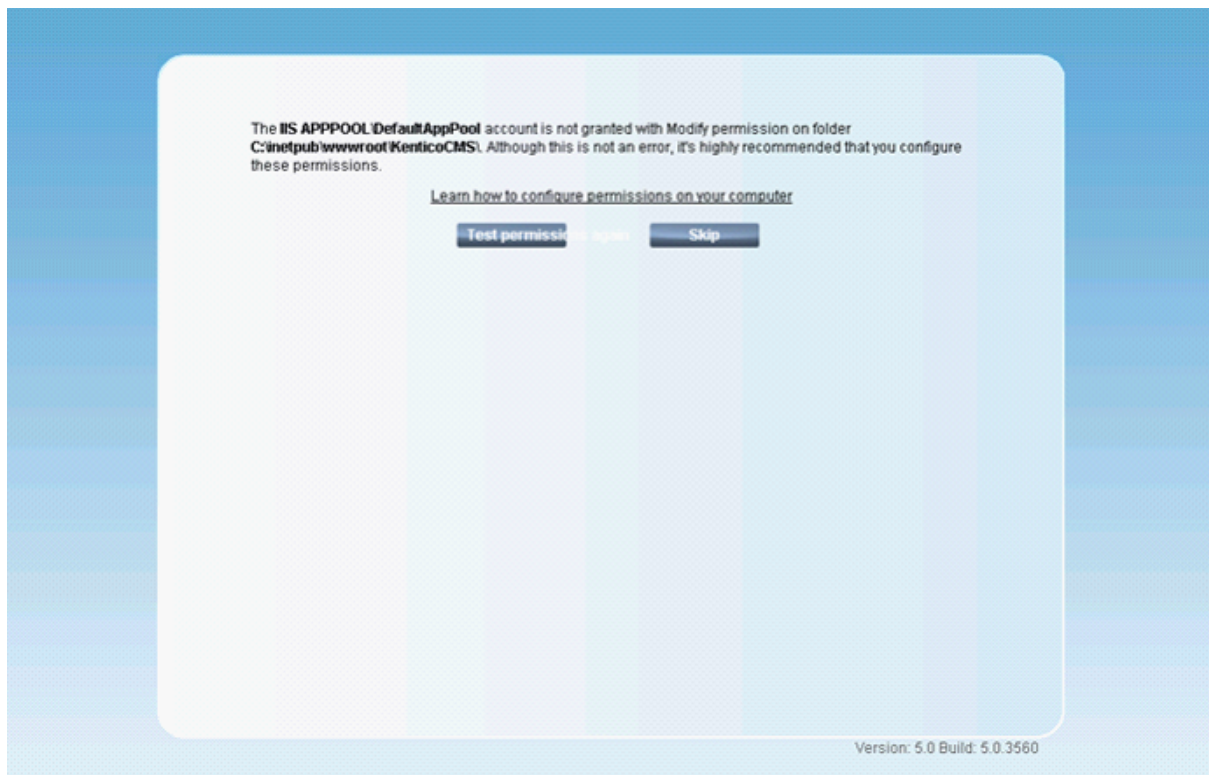 The IIS APPPOOL\DefaultAppPool account is not granted with Modify permission on folder
C:\inetpub\wwwroot\KenticoCMS\. Although this is not an error, it's highly recommended that you configure
these permissions.
Learn how to configure permissions on your computer
Test permissions again Skip
Version: 5.0 Build: 5.0.3560